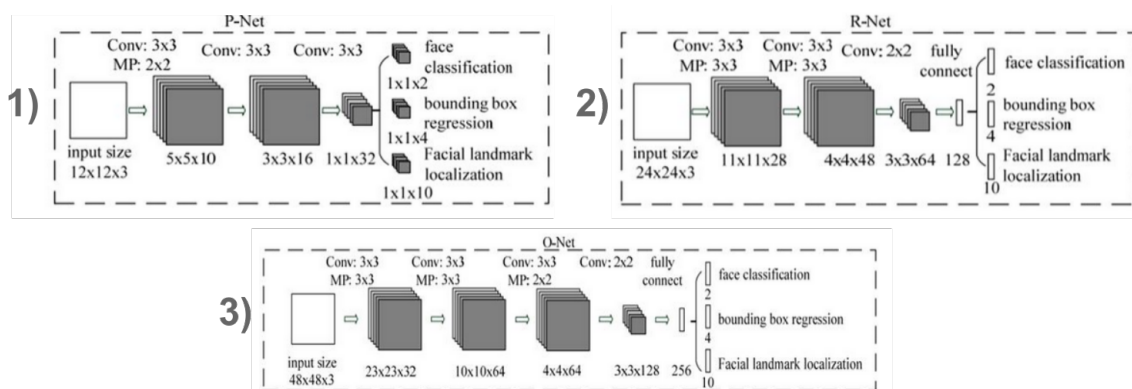 P-Net
Conv: 3x3 Conv: 3x3 Conv: 3x3
MP: 2x2
face
classification
1x1x2
bounding box
regression
1x1x4
Facial landmark
localization
1x1x10
1)
input size
12x12x3
5x5x10
3x3x16
1x1x32
R-Net
Conv: 3x3 Conv: 3x3 Conv: 2x2 fully
MP: 3x3 MP: 3x3 connect
face classification
2
bounding box
regression
4
Facial landmark
localization
10
2)
input size
24x24x3
11x11x28
4x4x48
3x3x64
128
O-Net
Conv: 3x3 Conv: 3x3 Conv: 3x3 Conv: 2x2 fully
MP: 3x3 MP: 3x3 MP: 2x2 connect
face classification
2
bounding box regression
4
Facial landmark localization
10
3)
input size
48x48x3
23x23x32
10x10x64
4x4x64
3x3x128
256